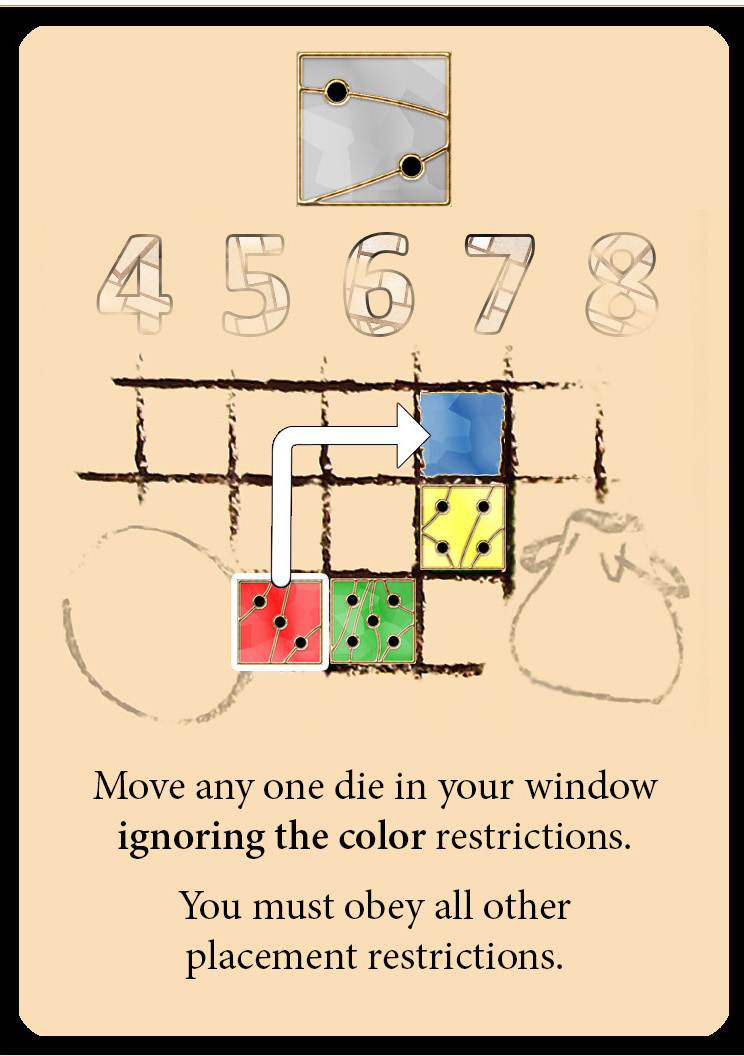 4 5 6 7 8
Move any one die in your window
ignoring the color restrictions.
You must obey all other
placement restrictions.